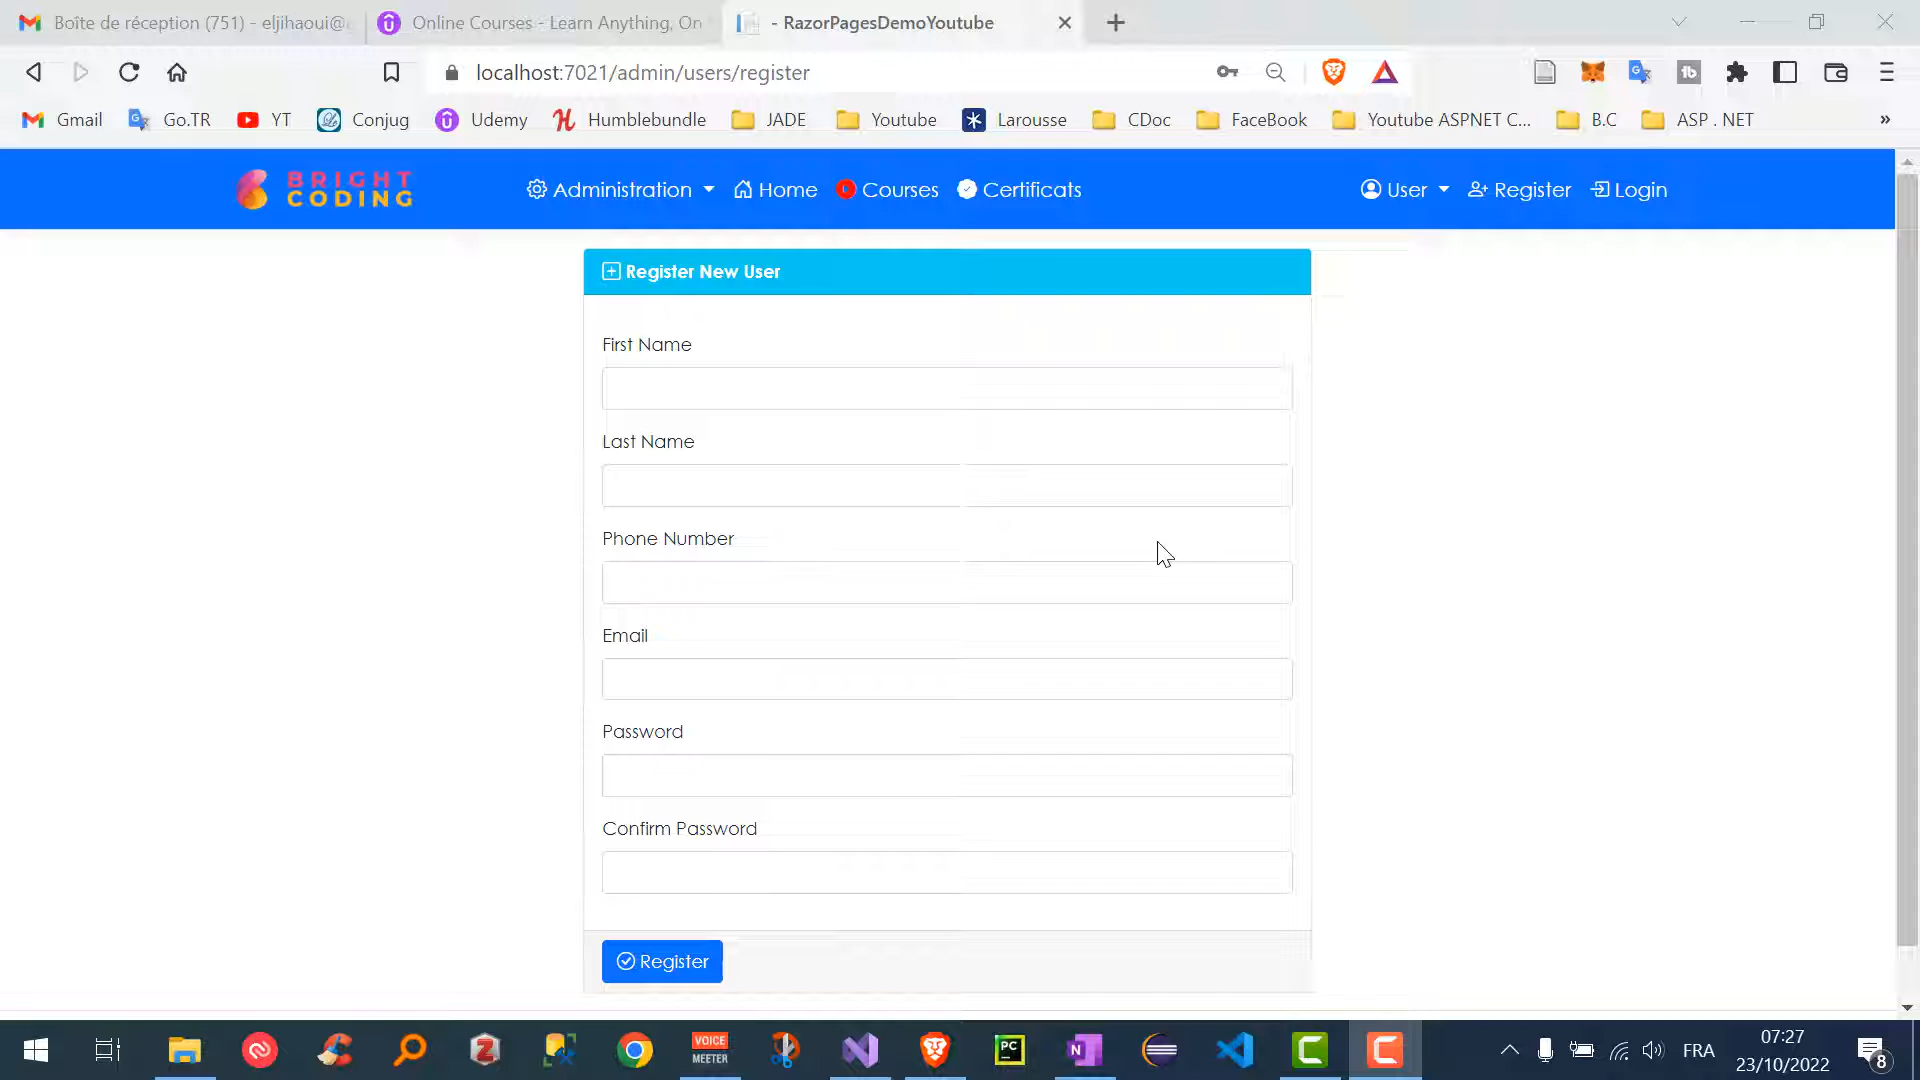 Boîte de réception (751) - eljihaoui@
Online Courses - Learn Anything, On
- RazorPagesDemoYoutube
localhost:7021/admin/users/register
Gmail
Go.TR
YT
Conjug
Udemy
Humblebundle
JADE
Youtube
Larousse
CDoc
FaceBook
Youtube ASPNET C...
B.C
ASP . NET
BRIGHT
CODING
Administration
Home
Courses
Certificats
User
Register
Login
Register New User
First Name
Last Name
Phone Number
Email
Password
Confirm Password
Register
VOICE
MEETER
PC
N
FRA
07:27
23/10/2022
8